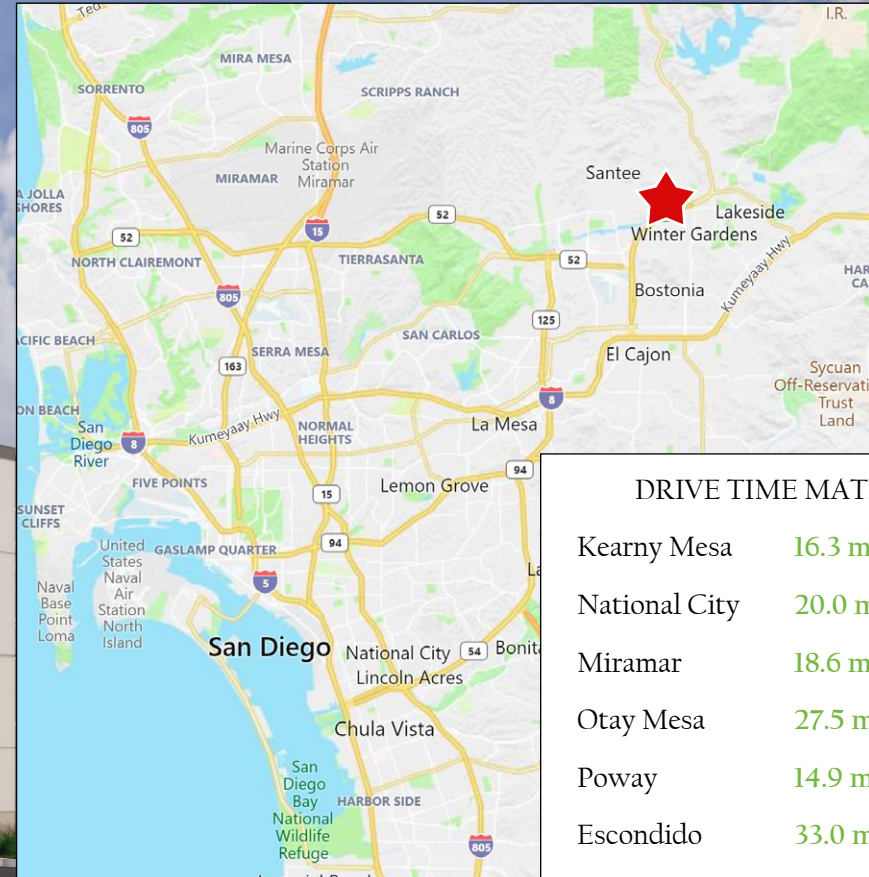 Ted
I.R.
MIRA MESA
SORRENTO
SCRIPPS RANCH
805
Marine Corps Air
Station
Miramar
MIRAMAR
Santee
A JOLLA
SHORES
Lakeside
52
15
52
Winter Gardens
NORTH CLAIREMONT
TIERRASANTA
52
Kumeyaay Hwy
HAR
CA
805
Bostonia
125
ACIFIC BEACH
SAN CARLOS
SERRA MESA
163
El Cajon
Sycuan
Off-Reservati
Trust
Land
8
ON BEACH
San
Diego
River
8
Kumeyaay Hwy
NORMAL
HEIGHTS
La Mesa
94
FIVE POINTS
15
Lemon Grove
SUNSET
CLIFFS
94
United
States
Naval
Air
Station
North
Island
GASLAMP QUARTER
5
La
Naval
Base
Point
Loma
San Diego
National City
54
Bonita
Lincoln Acres
Chula Vista
San
Diego
Bay
National
Wildlife
Refuge
HARBOR SIDE
805
DRIVE TIME MAT
Kearny Mesa 16.3 m
National City 20.0 m
Miramar 18.6 m
Otay Mesa 27.5 m
Poway 14.9 m
Escondido 33.0 m